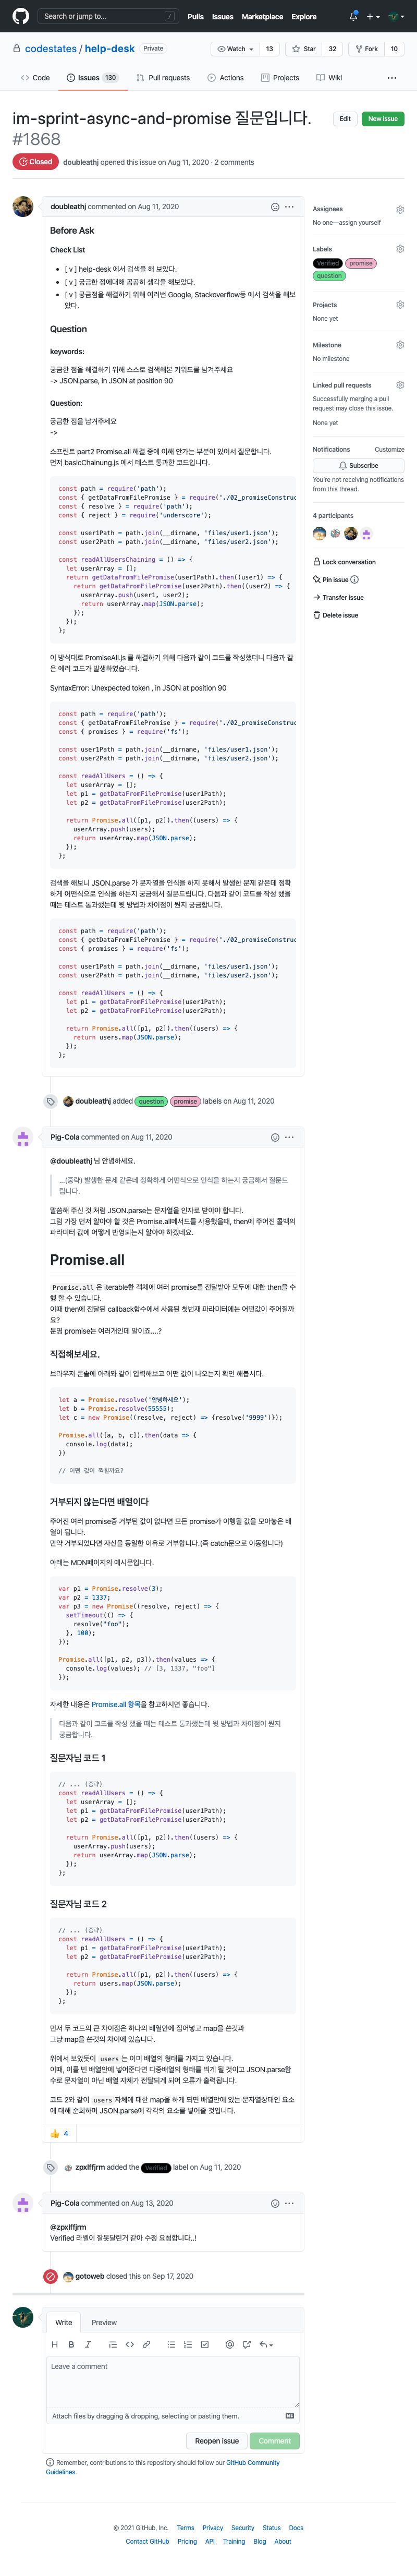 Search or jump to...
/
Pulls Issues Marketplace Explore
codestates / help-desk Private
Watch 13 Star 32 Fork 10
Code Issues 130 Pull requests Actions Projects Wiki
im-sprint-async-and-promise 질문입니다.
#1868
Edit New issue
Closed doubleathj opened this issue on Aug 11, 2020 · 2 comments
doubleathj commented on Aug 11, 2020
Before Ask
Check List
[ v ] help-desk 에서 검색을 해 보았다.
[ v ] 궁금한 점에대해 곰곰히 생각을 해보았다.
[ v ] 궁금점을 해결하기 위해 여러번 Google, Stackoverflow등 에서 검색을 해보
았다.
Question
keywords:
궁금한 점을 해결하기 위해 스스로 검색해본 키워드를 남겨주세요
-> JSON.parse, in JSON at position 90
Question:
궁금한 점을 남겨주세요
->
스프린트 part2 Promise.all 해결 중에 이해 안가는 부분이 있어서 질문합니다.
먼저 basicChainung.js 에서 테스트 통과한 코드입니다.
const path = require('path');
const { getDataFromFilePromise } = require('./02_promiseConstruc
const { resolve } = require('path');
const { reject } = require('underscore');
const user1Path = path.join(__dirname, 'files/user1.json');
const user2Path = path.join(__dirname, 'files/user2.json');
const readAllUsersChaining = () => {
let userArray = [];
return getDataFromFilePromise(user1Path).then((user1) => {
return getDataFromFilePromise(user2Path).then((user2) => {
userArray.push(user1, user2);
return userArray.map(JSON.parse);
});
});
};
이 방식대로 PromiseAll.js 를 해결하기 위해 다음과 같이 코드를 작성했더니 다음과 같
은 에러 코드가 발생하였습니다.
SyntaxError: Unexpected token , in JSON at position 90
const path = require('path');
const { getDataFromFilePromise } = require('./02_promiseConstruc
const { promises } = require('fs');
const user1Path = path.join(__dirname, 'files/user1.json');
const user2Path = path.join(__dirname, 'files/user2.json');
const readAllUsers = () => {
let userArray = [];
let p1 = getDataFromFilePromise(user1Path);
let p2 = getDataFromFilePromise(user2Path);
return Promise.all([p1, p2]).then((users) => {
userArray.push(users);
return userArray.map(JSON.parse);
});
};
검색을 해보니 JSON.parse 가 문자열을 인식을 하지 못해서 발생한 문제 같은데 정확
하게 어떤식으로 인식을 하는지 궁금해서 질문드립니다. 다음과 같이 코드를 작성 했을
때는 테스트 통과했는데 윗 방법과 차이점이 뭔지 궁금합니다.
const path = require('path');
const { getDataFromFilePromise } = require('./02_promiseConstruc
const { promises } = require('fs');
const user1Path = path.join(__dirname, 'files/user1.json');
const user2Path = path.join(__dirname, 'files/user2.json');
const readAllUsers = () => {
let p1 = getDataFromFilePromise(user1Path);
let p2 = getDataFromFilePromise(user2Path);
return Promise.all([p1, p2]).then((users) => {
return users.map(JSON.parse);
});
};
doubleathj added question promise labels on Aug 11, 2020
Pig-Cola commented on Aug 11, 2020
@doubleathj 님 안녕하세요.
...(중략) 발생한 문제 같은데 정확하게 어떤식으로 인식을 하는지 궁금해서 질문드
립니다.
말씀해 주신 것 처럼 JSON.parse는 문자열을 인자로 받아야 합니다.
그럼 가장 먼저 알아야 할 것은 Promise.all메서드를 사용했을때, then에 주어진 콜백의
파라미터 값에 어떻게 반영되는지 알아야 하겠네요.
Promise.all
Promise.all 은 iterable한 객체에 여러 promise를 전달받아 모두에 대한 then을 수
행 할 수 있습니다.
이때 then에 전달된 callback함수에서 사용된 첫번재 파라미터에는 어떤값이 주어질까
요?
분명 promise는 여러개인데 말이죠....?
직접해보세요.
브라우저 콘솔에 아래와 같이 입력해보고 어떤 값이 나오는지 확인 해봅시다.
let a = Promise.resolve('안녕하세요');
let b = Promise.resolve(55555);
let c = new Promise((resolve, reject) => {resolve('9999')});
Promise.all([a, b, c]).then(data => {
console.log(data);
})
// 어떤 값이 찍힐까요?
거부되지 않는다면 배열이다
주어진 여러 promise중 거부된 값이 없다면 모든 promise가 이행될 값을 모아놓은 배
열이 됩니다.
만약 거부되었다면 자신을 동일한 이유로 거부합니다.(즉 catch문으로 이동합니다)
아래는 MDN페이지의 예시문입니다.
var p1 = Promise.resolve(3);
var p2 = 1337;
var p3 = new Promise((resolve, reject) => {
setTimeout(() => {
resolve("foo");
}, 100);
});
Promise.all([p1, p2, p3]).then(values => {
console.log(values); // [3, 1337, "foo"]
});
자세한 내용은 Promise.all 항목을 참고하시면 좋습니다.
다음과 같이 코드를 작성 했을 때는 테스트 통과했는데 윗 방법과 차이점이 뭔지
궁금합니다.
질문자님 코드 1
// ... (중략)
const readAllUsers = () => {
let userArray = [];
let p1 = getDataFromFilePromise(user1Path);
let p2 = getDataFromFilePromise(user2Path);
return Promise.all([p1, p2]).then((users) => {
userArray.push(users);
return userArray.map(JSON.parse);
});
};
질문자님 코드 2
// ... (중략)
const readAllUsers = () => {
let p1 = getDataFromFilePromise(user1Path);
let p2 = getDataFromFilePromise(user2Path);
return Promise.all([p1, p2]).then((users) => {
return users.map(JSON.parse);
});
};
먼저 두 코드의 큰 차이점은 하나의 배열안에 집어넣고 map을 쓴것과
그냥 map을 쓴것의 차이에 있습니다.
위에서 보았듯이 users 는 이미 배열의 형태를 가지고 있습니다.
이때, 이를 빈 배열안에 넣어준다면 다중배열의 형태를 띄게 될 것이고 JSON.parse함
수로 문자열이 아닌 배열 자체가 전달되게 되어 오류가 출력됩니다.
코드 2와 같이 users 자체에 대한 map을 하게 되면 배열안에 있는 문자열상태인 요소
에 대해 순회하며 JSON.parse에 각각의 요소를 넣어줄 것입니다.
👍 4
zpxlffjrm added the Verified label on Aug 11, 2020
Pig-Cola commented on Aug 13, 2020
@zpxlffjrm
Verified 라벨이 잘못달린거 같아 수정 요청합니다..!
gotoweb closed this on Sep 17, 2020
Write Preview
Leave a comment
Attach files by dragging & dropping, selecting or pasting them.
Reopen issue Comment
Remember, contributions to this repository should follow our GitHub Community
Guidelines.
Assignees
No one—assign yourself
Labels
Verified promise
question
Projects
None yet
Milestone
No milestone
Linked pull requests
Successfully merging a pull
request may close this issue.
None yet
Notifications Customize
Subscribe
You're not receiving notifications
from this thread.
4 participants
Lock conversation
Pin issue
Transfer issue
Delete issue
© 2021 GitHub, Inc. Terms Privacy Security Status Docs
Contact GitHub Pricing API Training Blog About